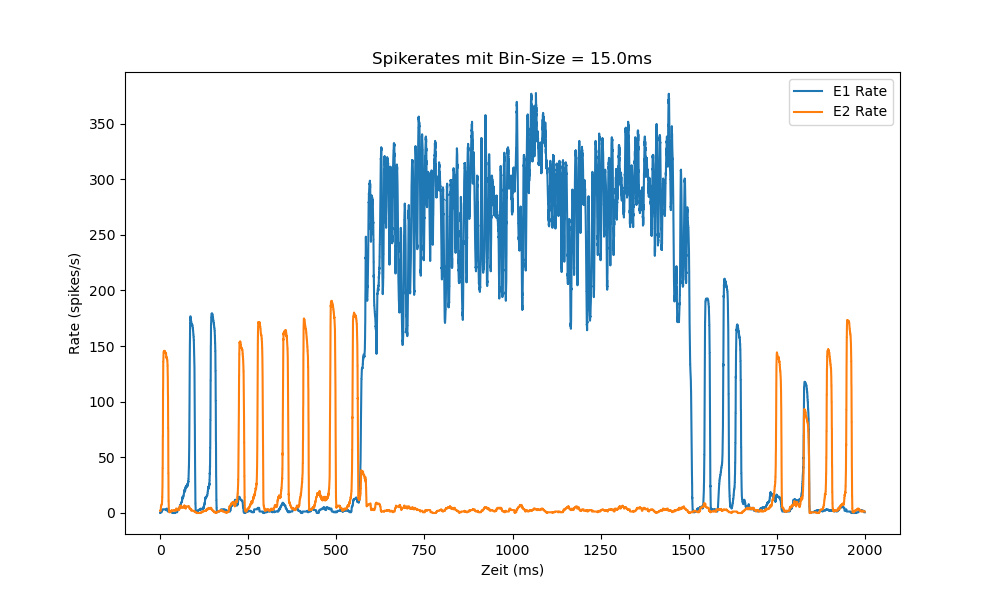 Spikerates mit Bin-Size = 15.0ms
E1 Rate
E2 Rate
Rate (spikes/s)
350
300
250
200
150
100
50
0
0 250 500 750 1000 1250 1500 1750 2000
Zeit (ms)